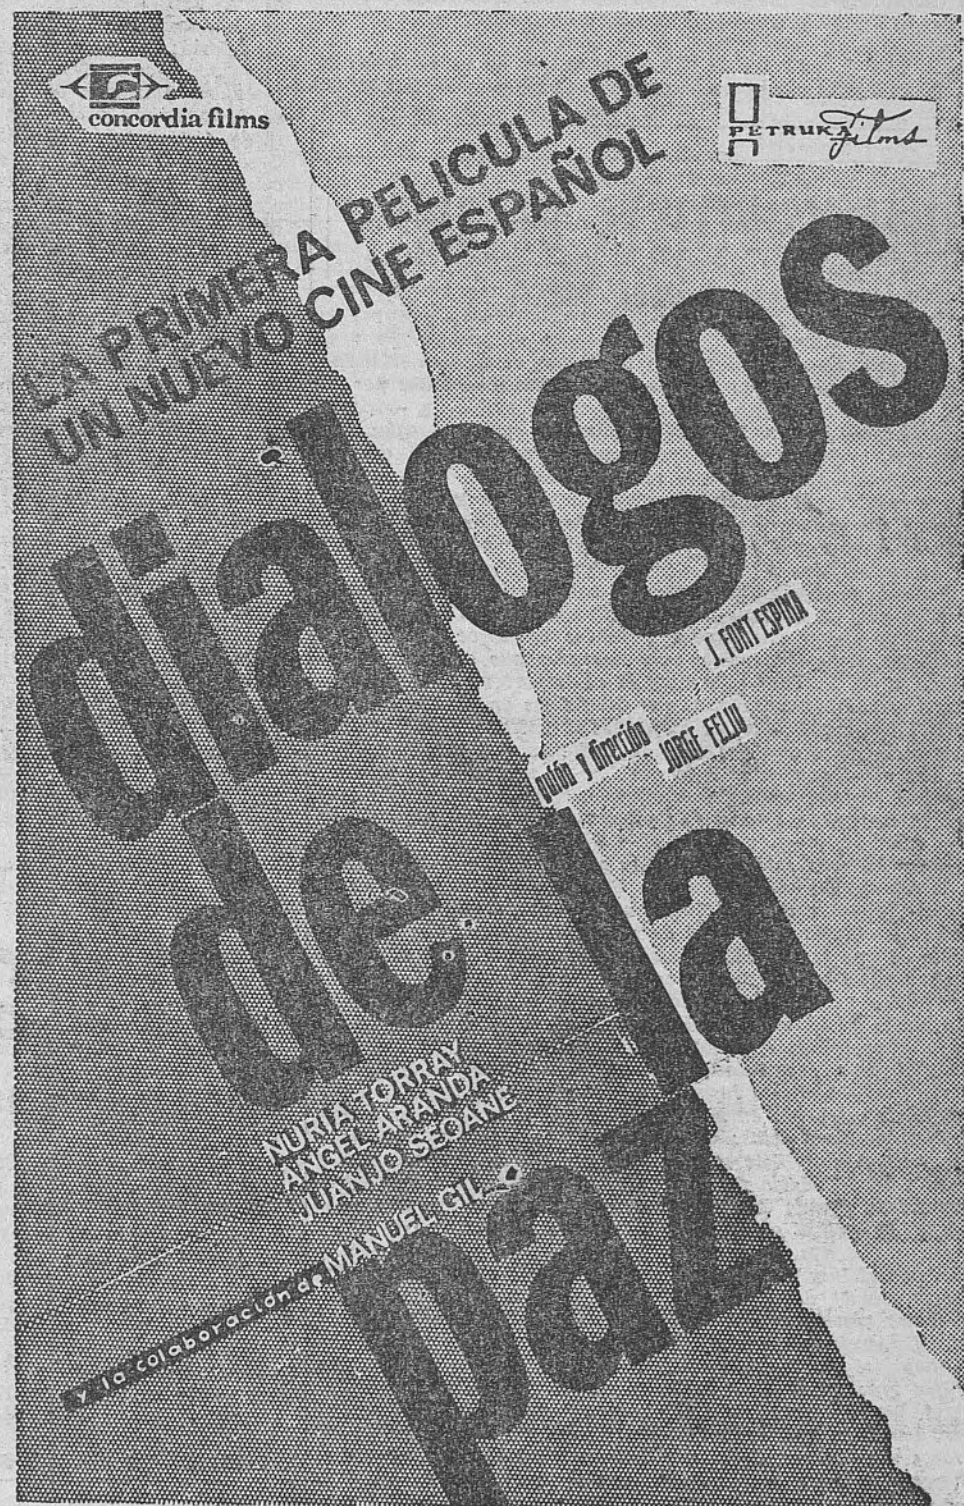 concordia films
PETRUKA films
LA PRIMERA PELICULA DE
UN NUEVO CINE ESPAÑOL
dialogos
de la
paz
J. FONT ESPINA
guión y dirección JORGE FELIU
NURIA TORRAY
ANGEL ARANDA
JUANJO SEOANE
y la colaboración de MANUEL GIL